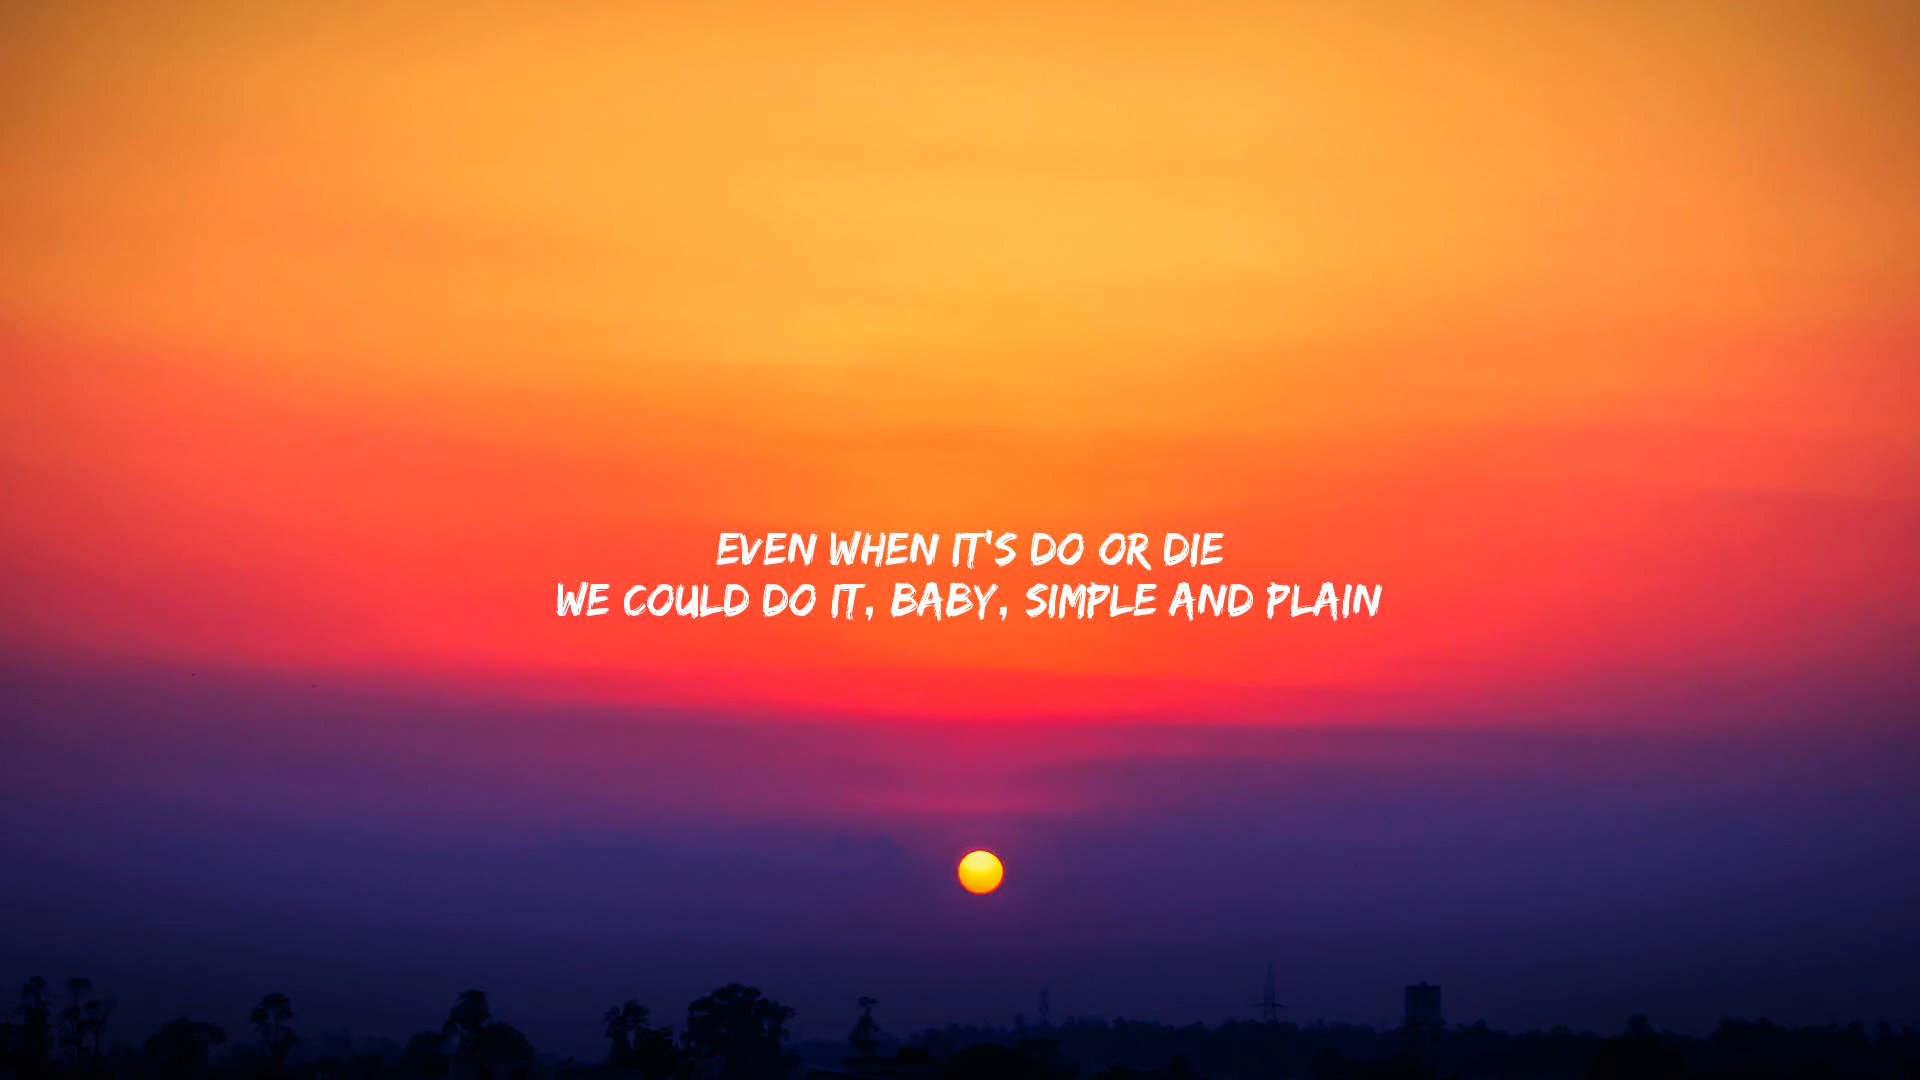 EVEN WHEN IT'S DO OR DIE
WE COULD DO IT, BABY, SIMPLE AND PLAIN